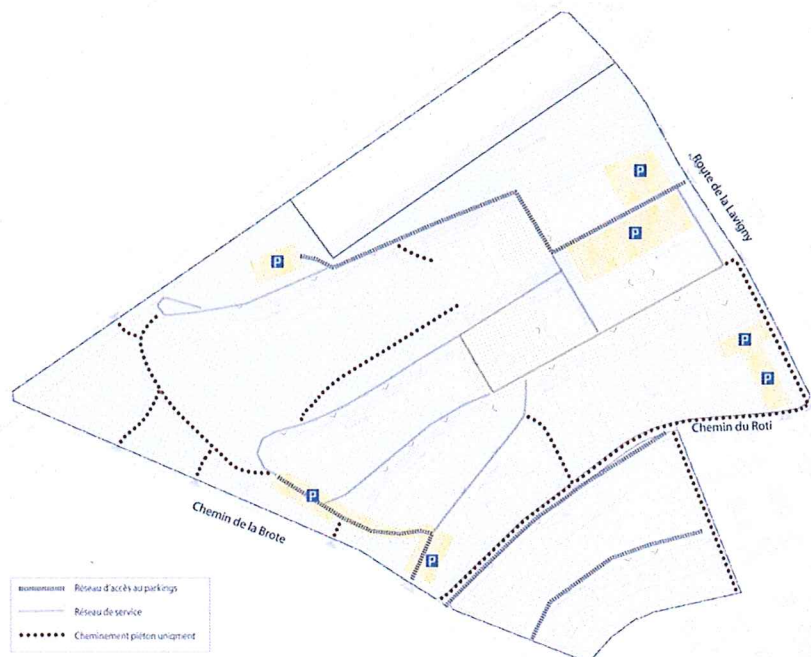 P
Route de la Lavigny
P
P
P
P
Chemin du Roti
P
Chemin de la Brote
P
Réseau d'accès au parkings
Réseau de service
Cheminement piéton uniqment